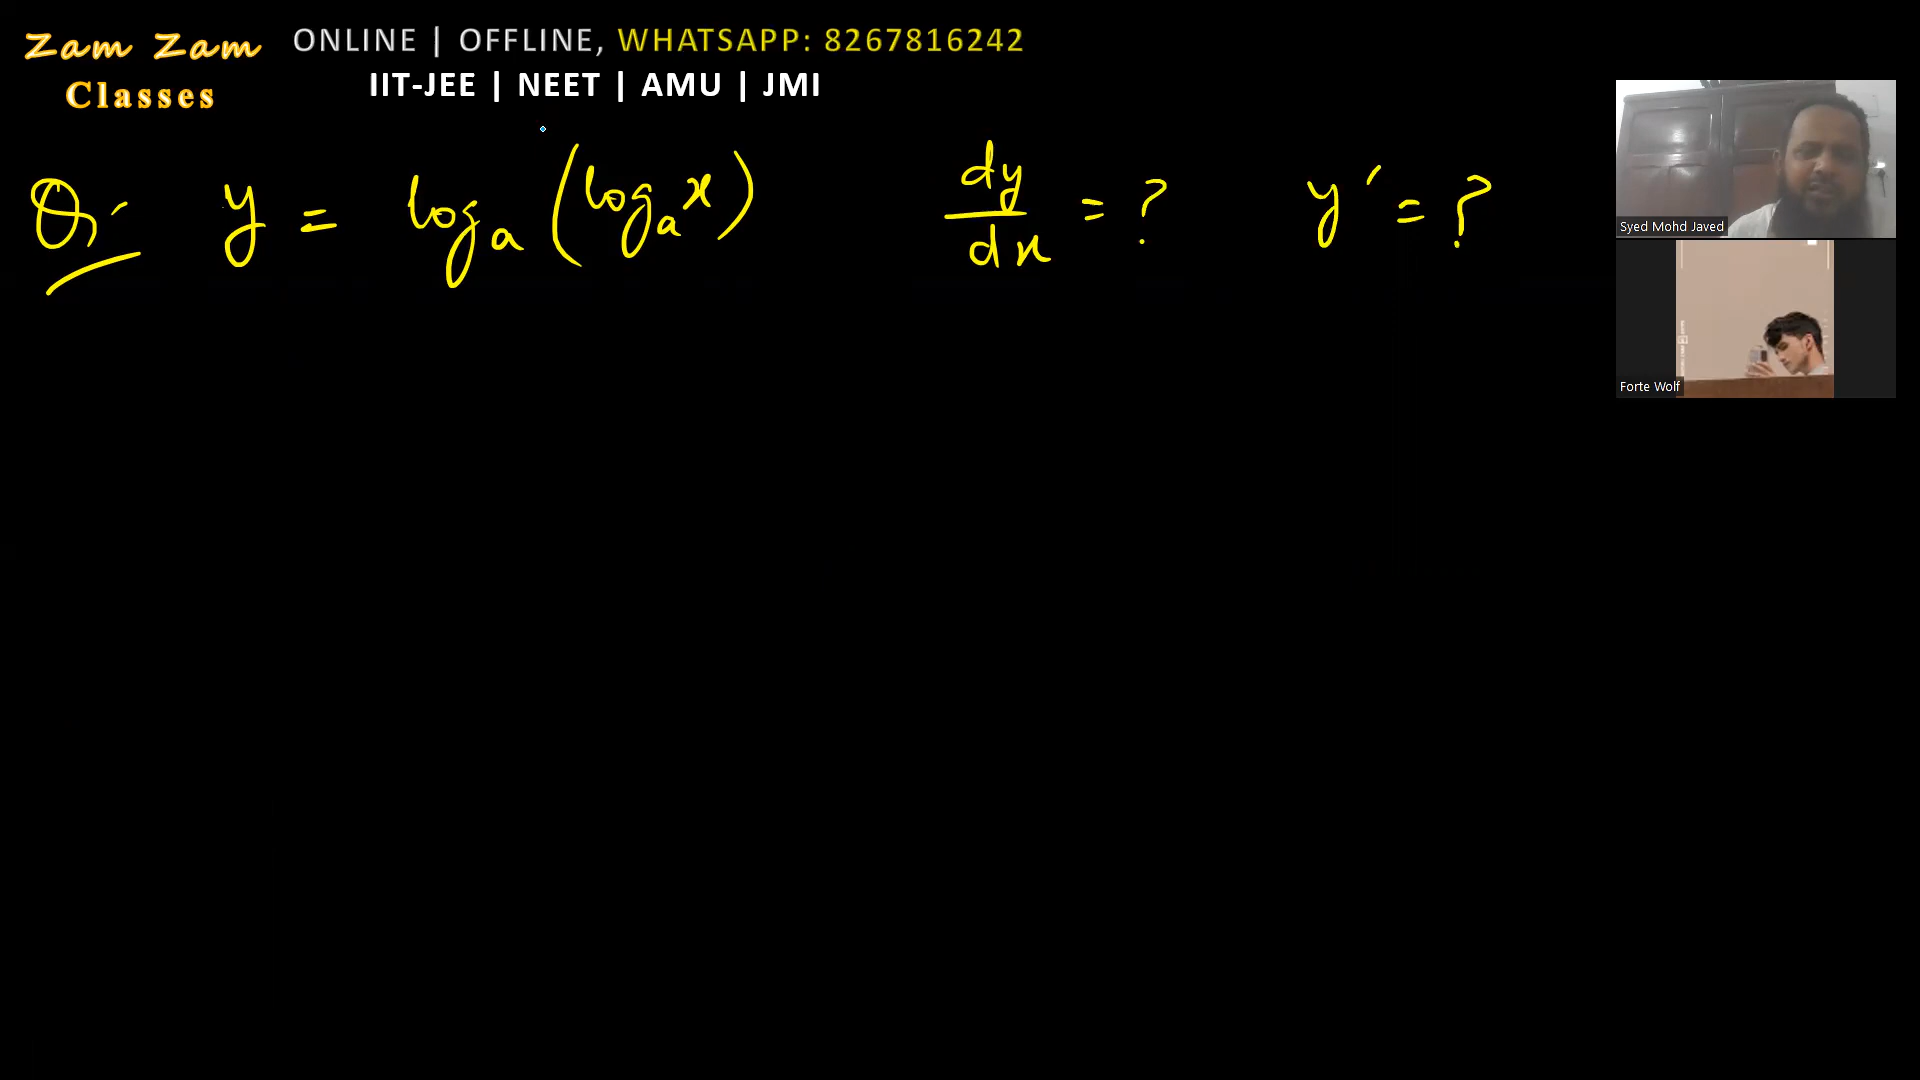 Zam Zam
Classes
ONLINE | OFFLINE, WHATSAPP: 8267816242
IIT-JEE | NEET | AMU | JMI
Q:- y = logₐ (logₐ x) dy/dx = ? y′ = ?
Syed Mohd Javed
Forte Wolf